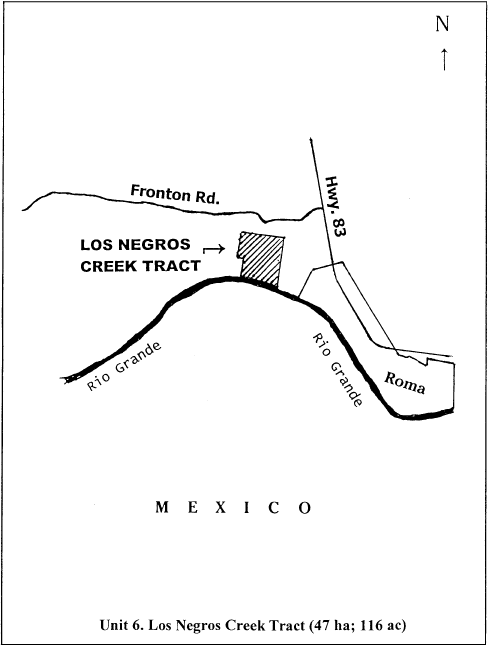 N
Fronton Rd.
Hwy. 83
LOS NEGROS
CREEK TRACT
Rio Grande
Rio Grande
Roma
MEXICO
Unit 6. Los Negros Creek Tract (47 ha; 116 ac)